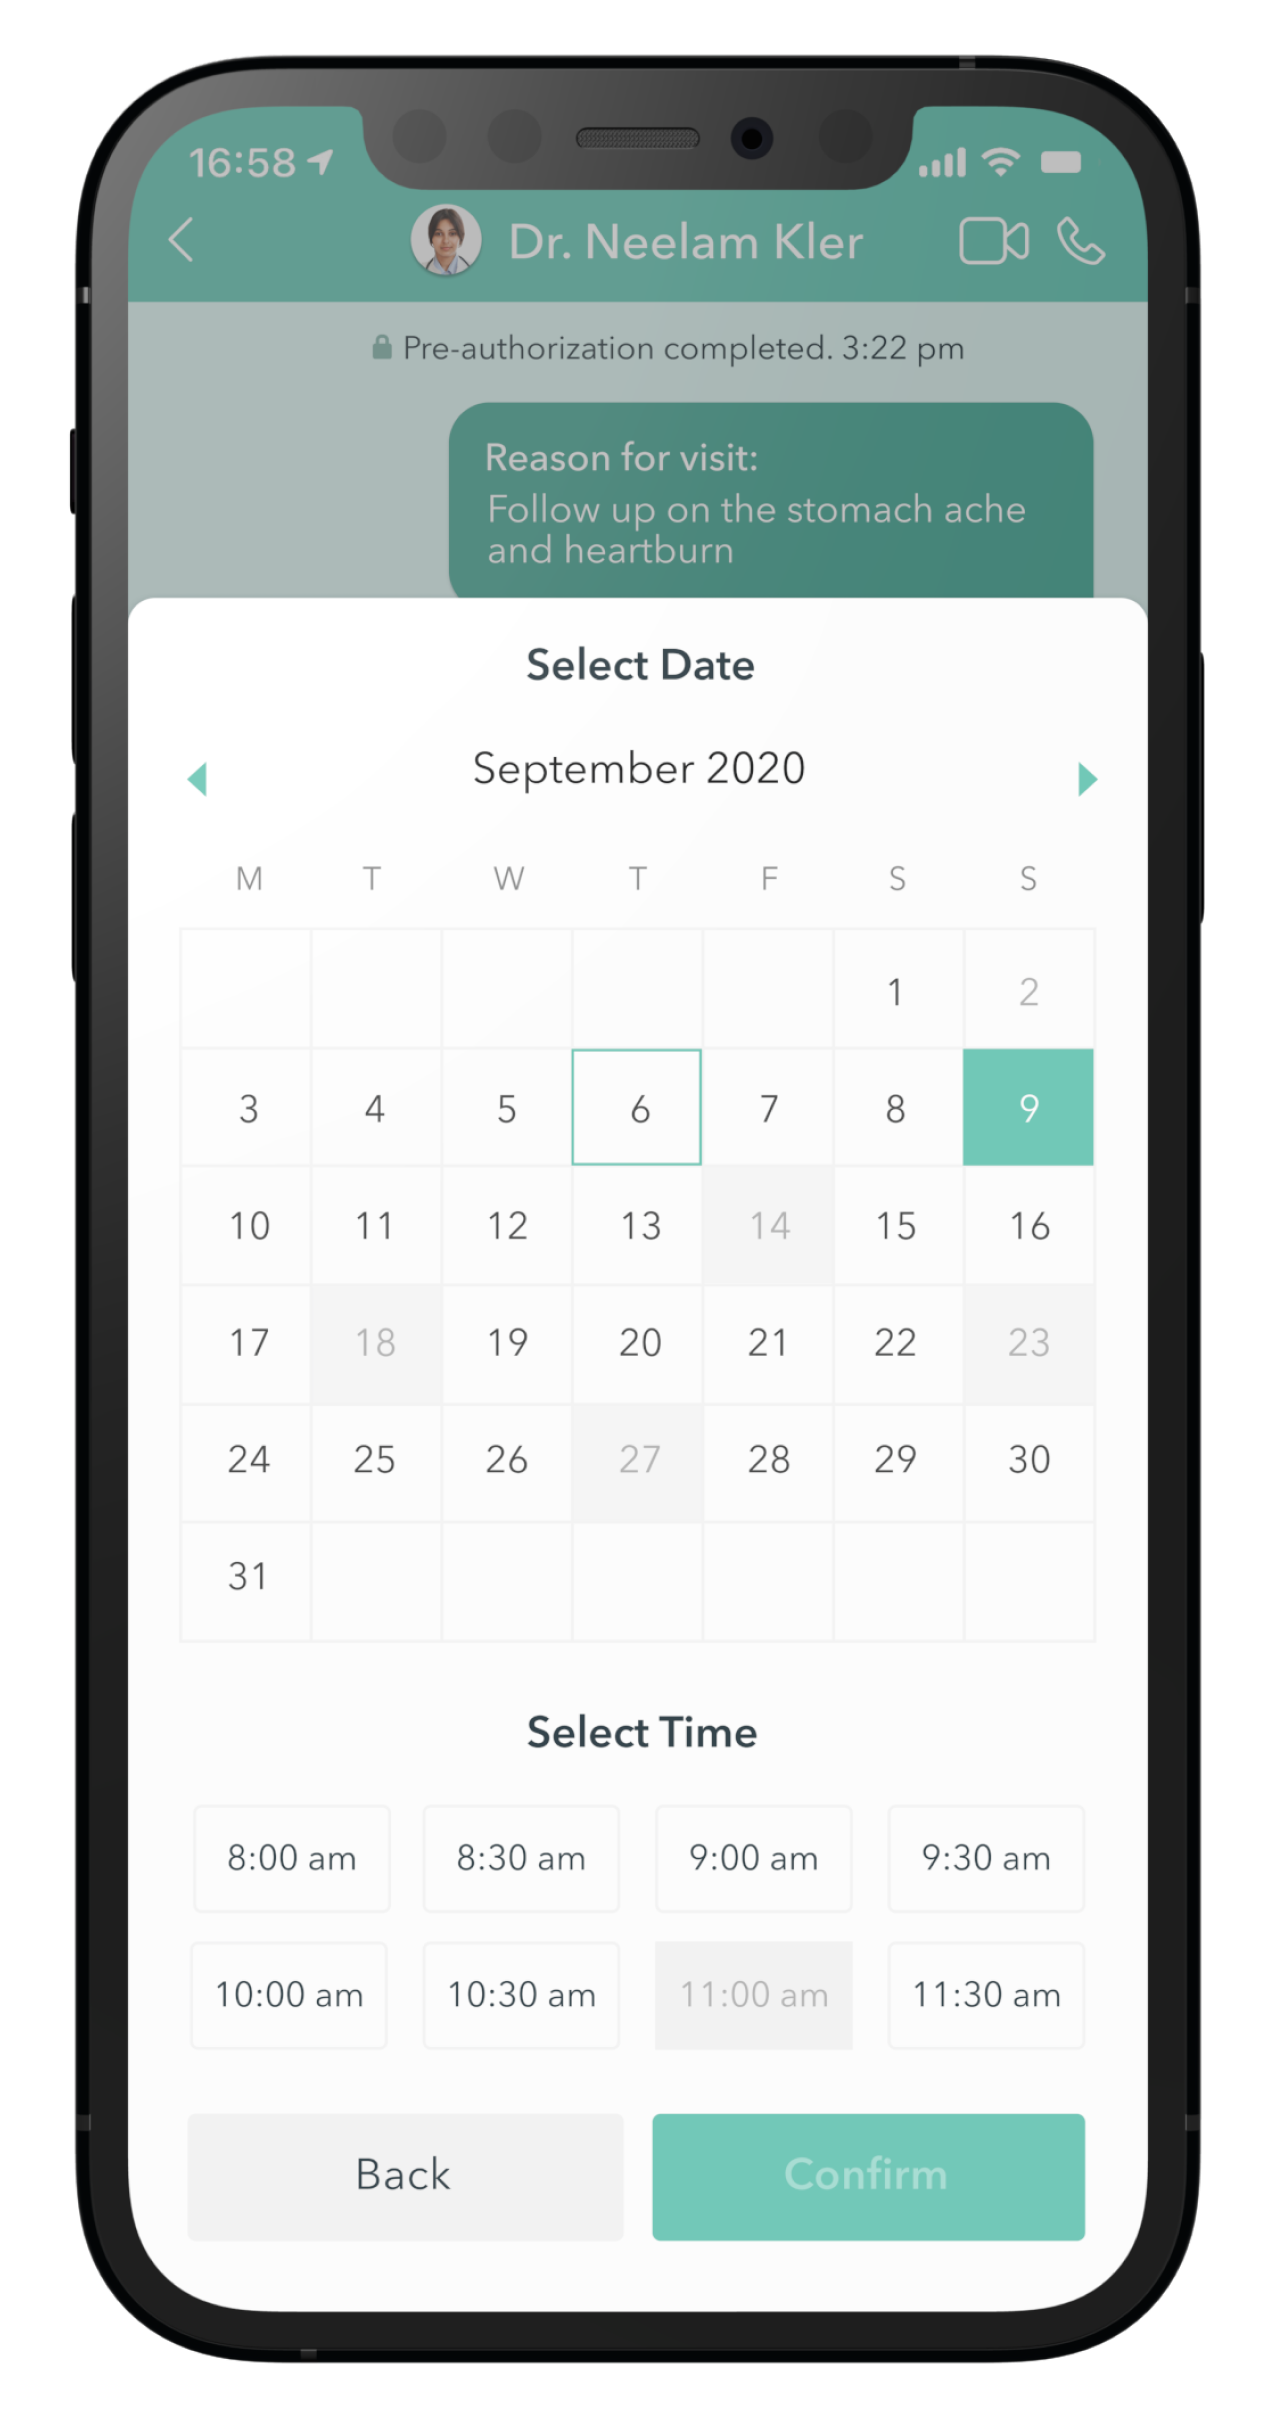 16:58
Dr. Neelam Kler
Pre-authorization completed. 3:22 pm
Reason for visit:
Follow up on the stomach ache
and heartburn
Select Date
September 2020
M T W T F S S
1 2
3 4 5 6 7 8 9
10 11 12 13 14 15 16
17 18 19 20 21 22 23
24 25 26 27 28 29 30
31
Select Time
8:00 am 8:30 am 9:00 am 9:30 am
10:00 am 10:30 am 11:00 am 11:30 am
Back Confirm